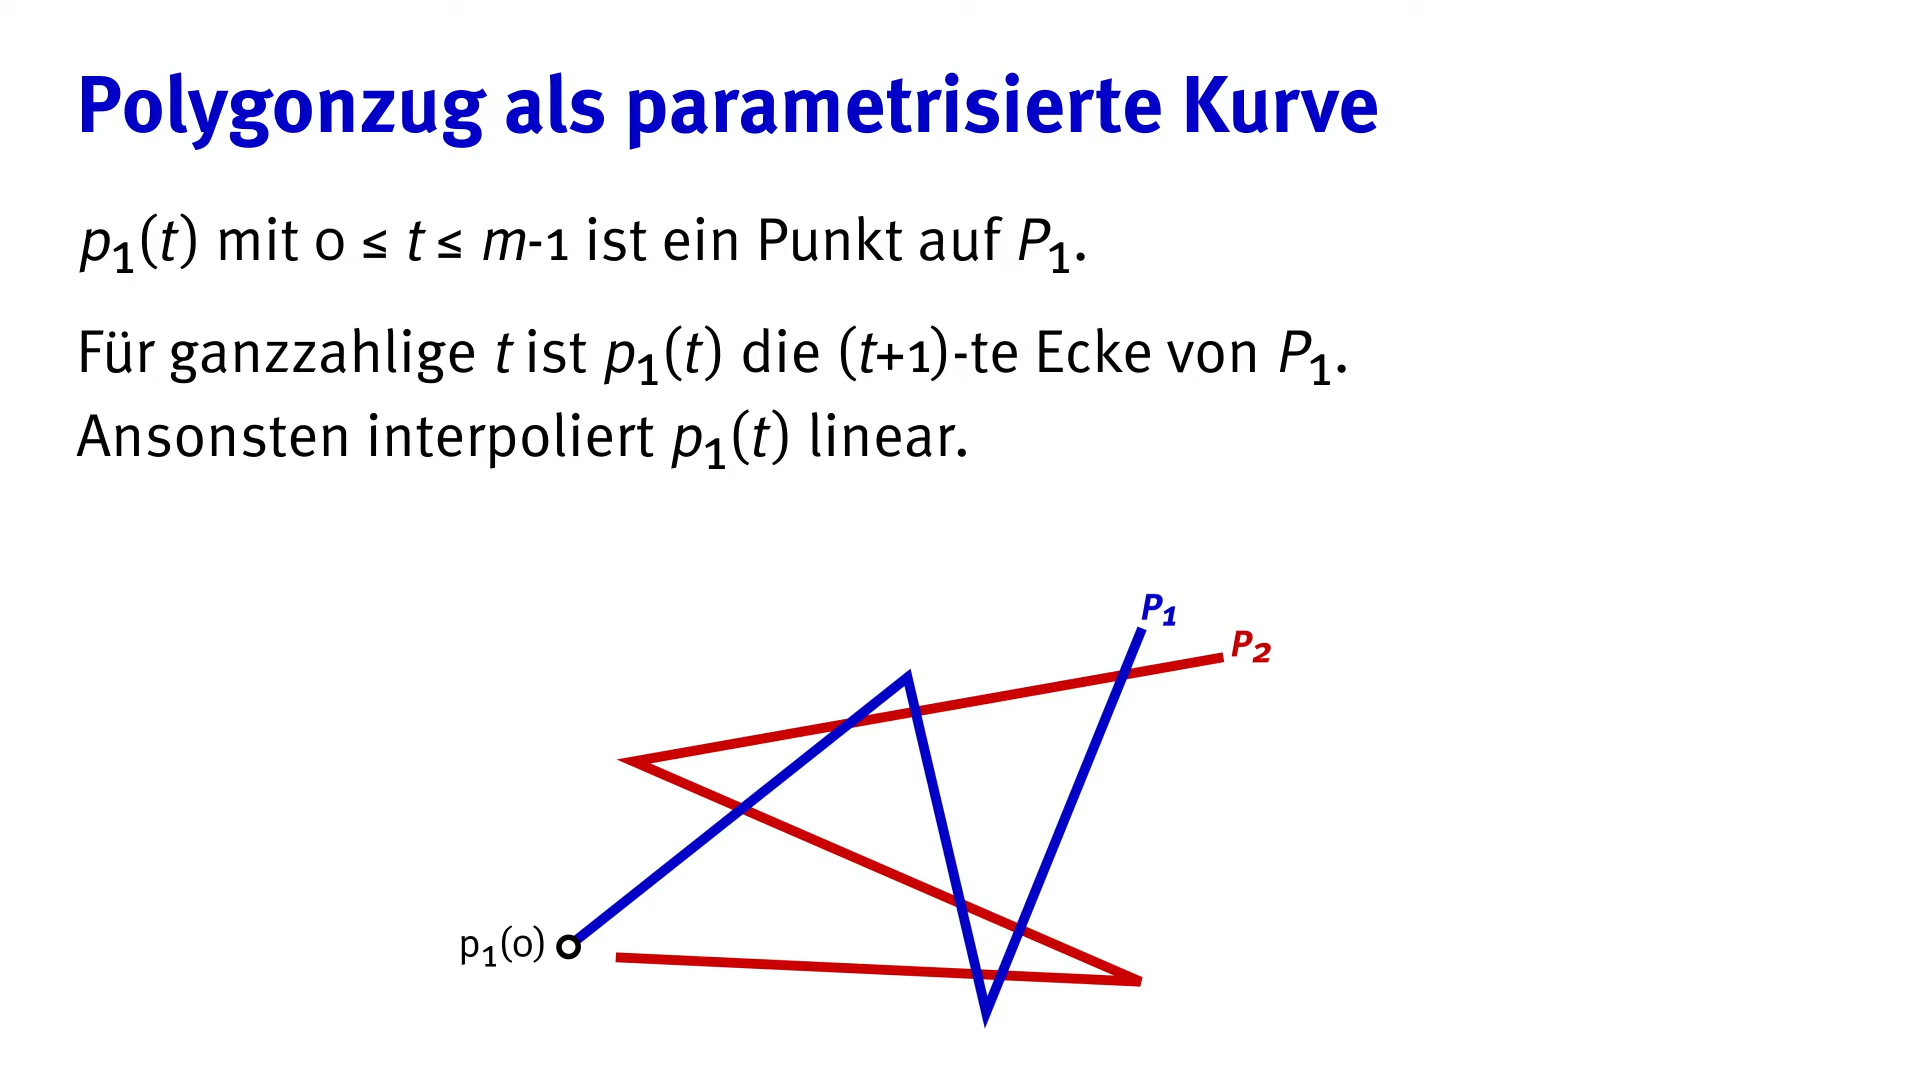 Polygonzug als parametrisierte Kurve
p₁(t) mit 0 ≤ t ≤ m-1 ist ein Punkt auf P₁.
Für ganzzahlige t ist p₁(t) die (t+1)-te Ecke von P₁.
Ansonsten interpoliert p₁(t) linear.
P₁
P₂
p₁(0)